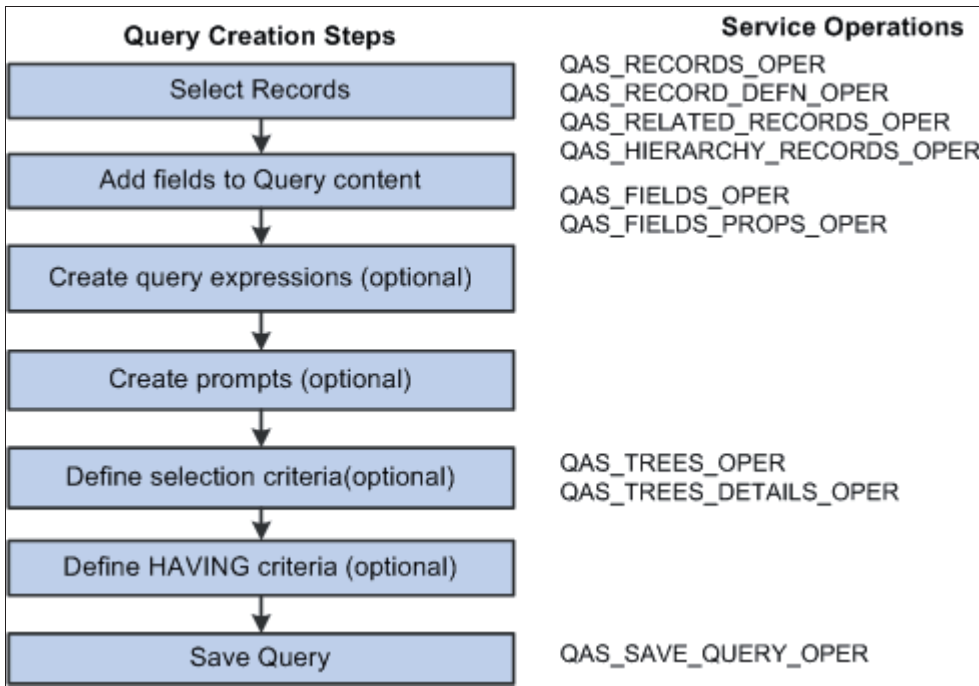 Query Creation Steps
Service Operations
Select Records
QAS_RECORDS_OPER
QAS_RECORD_DEFN_OPER
QAS_RELATED_RECORDS_OPER
QAS_HIERARCHY_RECORDS_OPER
Add fields to Query content
QAS_FIELDS_OPER
QAS_FIELDS_PROPS_OPER
Create query expressions (optional)
Create prompts (optional)
Define selection criteria(optional)
QAS_TREES_OPER
QAS_TREES_DETAILS_OPER
Define HAVING criteria (optional)
Save Query
QAS_SAVE_QUERY_OPER